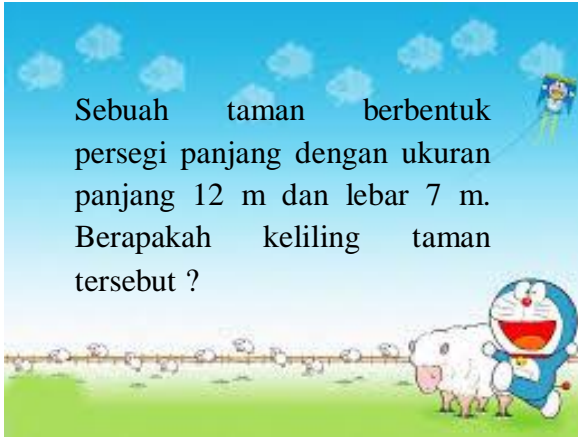 Sebuah taman berbentuk
persegi panjang dengan ukuran
panjang 12 m dan lebar 7 m.
Berapakah keliling taman
tersebut ?